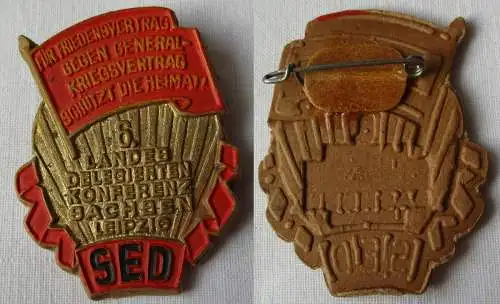 FÜR FRIEDENSVERTRAG
GEGEN GENERAL-
KRIEGSVERTRAG
SCHÜTZT DIE HEIMAT!
6.
LANDES
DELEGIERTEN
KONFERENZ
SACHSEN
LEIPZIG
SED